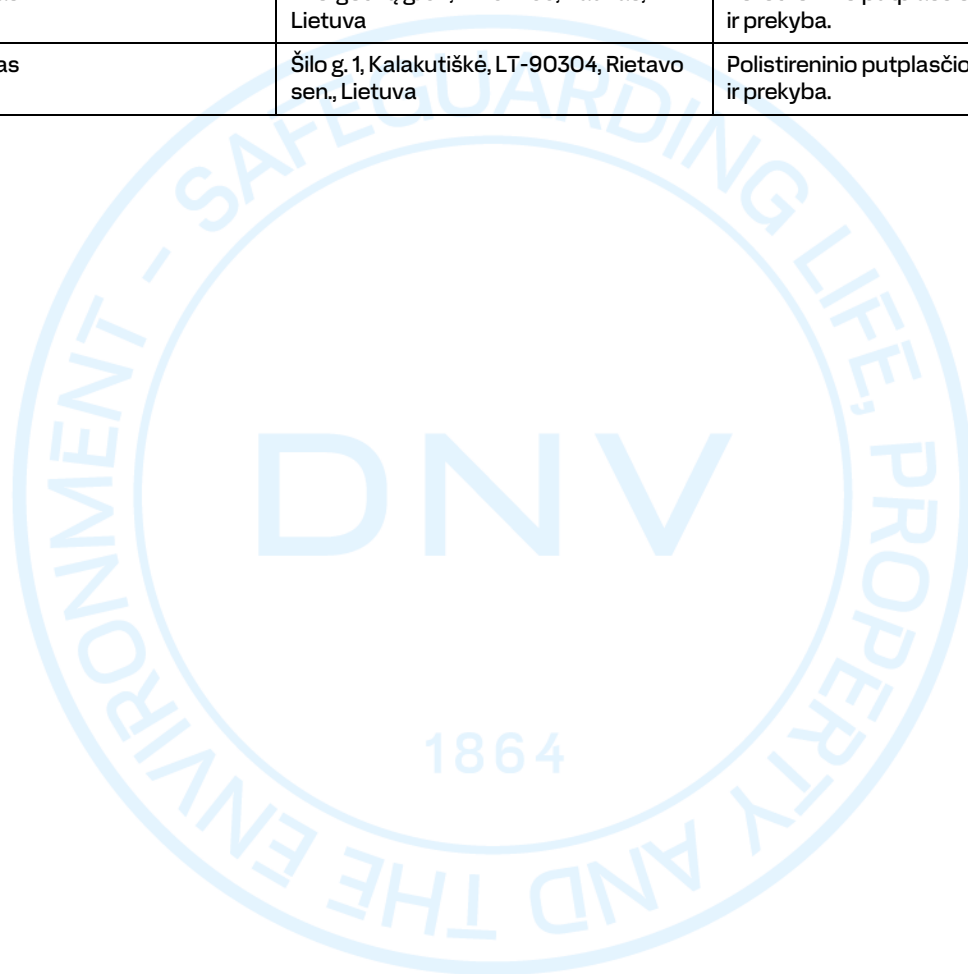 Lietuva
ir prekyba.
as
Šilo g. 1, Kalakutiškė, LT-90304, Rietavo
sen., Lietuva
Polistireninio putplasčio
ir prekyba.
SAFEGUARDING LIFE, PROPERTY AND THE ENVIRONMENT -
DNV
1864